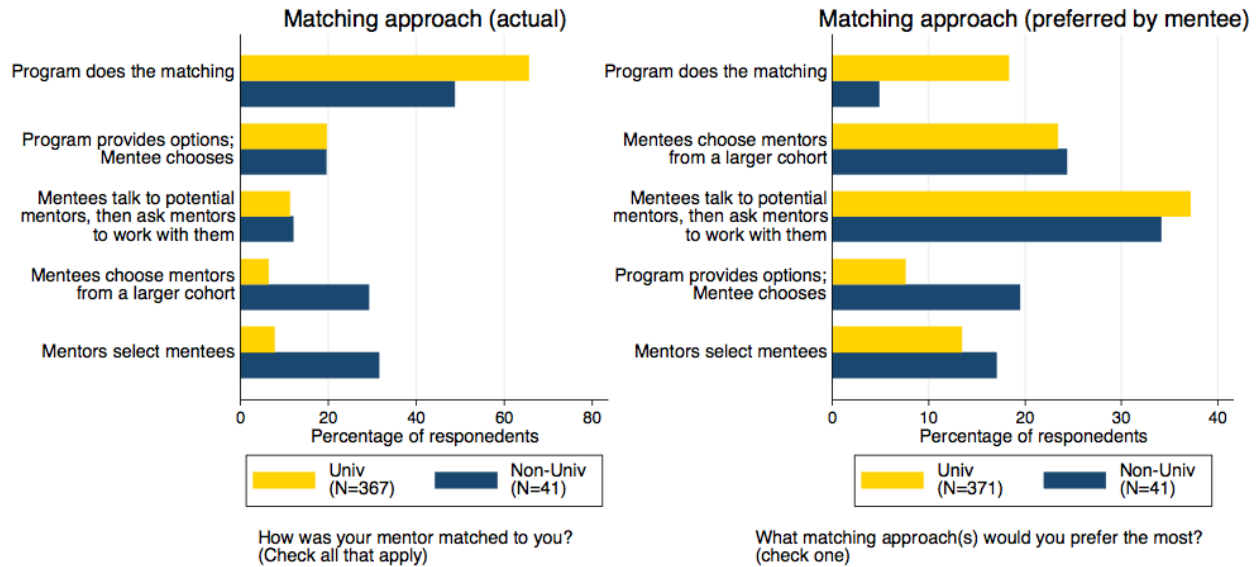 Matching approach (actual)
Program does the matching
Program provides options;
Mentee chooses
Mentees talk to potential
mentors, then ask mentors
to work with them
Mentees choose mentors
from a larger cohort
Mentors select mentees
0 20 40 60 80
Percentage of responedents
Univ
(N=367)
Non-Univ
(N=41)
How was your mentor matched to you?
(Check all that apply)
Matching approach (preferred by mentee)
Program does the matching
Mentees choose mentors
from a larger cohort
Mentees talk to potential
mentors, then ask mentors
to work with them
Program provides options;
Mentee chooses
Mentors select mentees
0 10 20 30 40
Percentage of responedents
Univ
(N=371)
Non-Univ
(N=41)
What matching approach(s) would you prefer the most?
(check one)